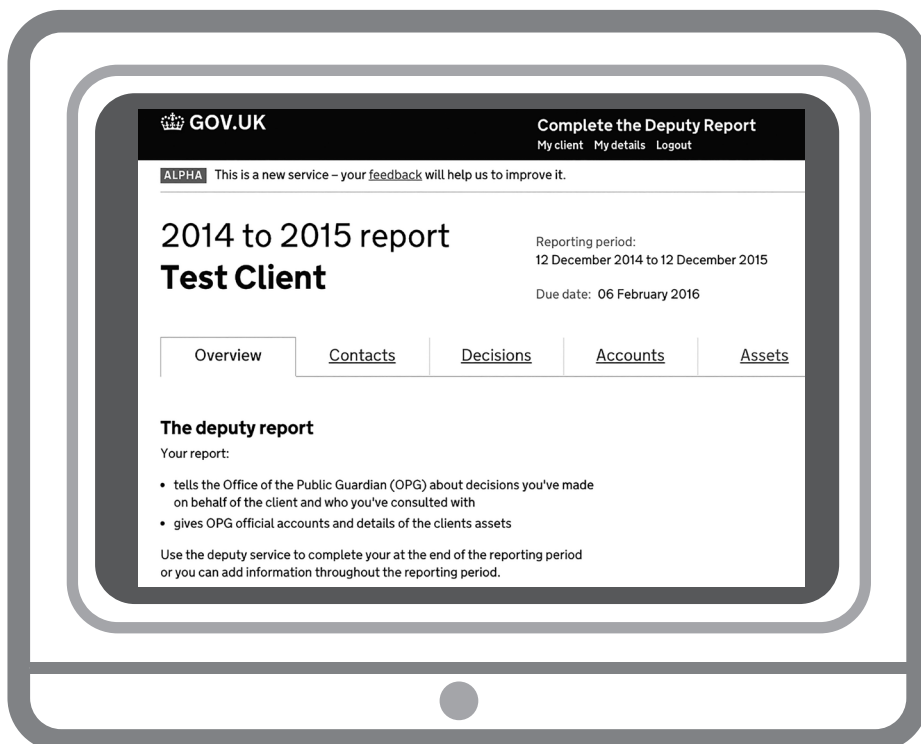 GOV.UK
Complete the Deputy Report
My client My details Logout
ALPHA This is a new service – your feedback will help us to improve it.
2014 to 2015 report
Test Client
Reporting period:
12 December 2014 to 12 December 2015
Due date: 06 February 2016
Overview Contacts Decisions Accounts Assets
The deputy report
Your report:
• tells the Office of the Public Guardian (OPG) about decisions you've made
on behalf of the client and who you've consulted with
• gives OPG official accounts and details of the clients assets
Use the deputy service to complete your at the end of the reporting period
or you can add information throughout the reporting period.